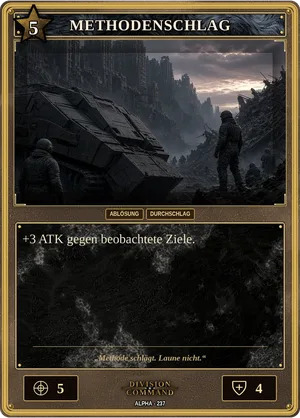 5
METHODENSCHLAG
ABLÖSUNG
DURCHSCHLAG
+3 ATK gegen beobachtete Ziele.
„Methode schlägt. Laune nicht.“
5
DIVISION
COMMAND
4
ALPHA · 237